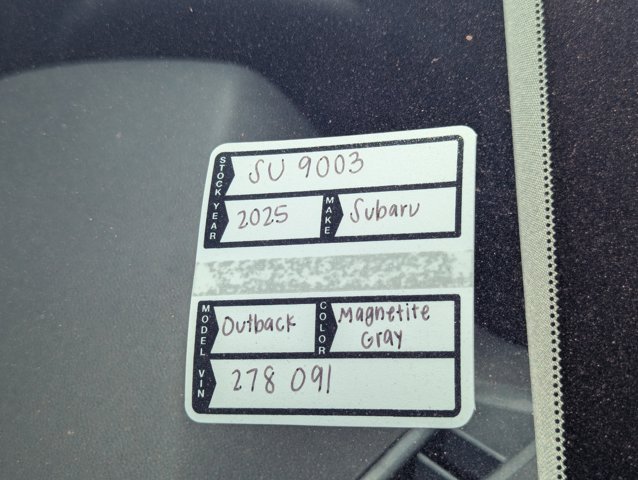 STOCK SU 9003
YEAR 2025 MAKE Subaru
MODEL Outback COLOR Magnetite
Gray
VIN 278 091